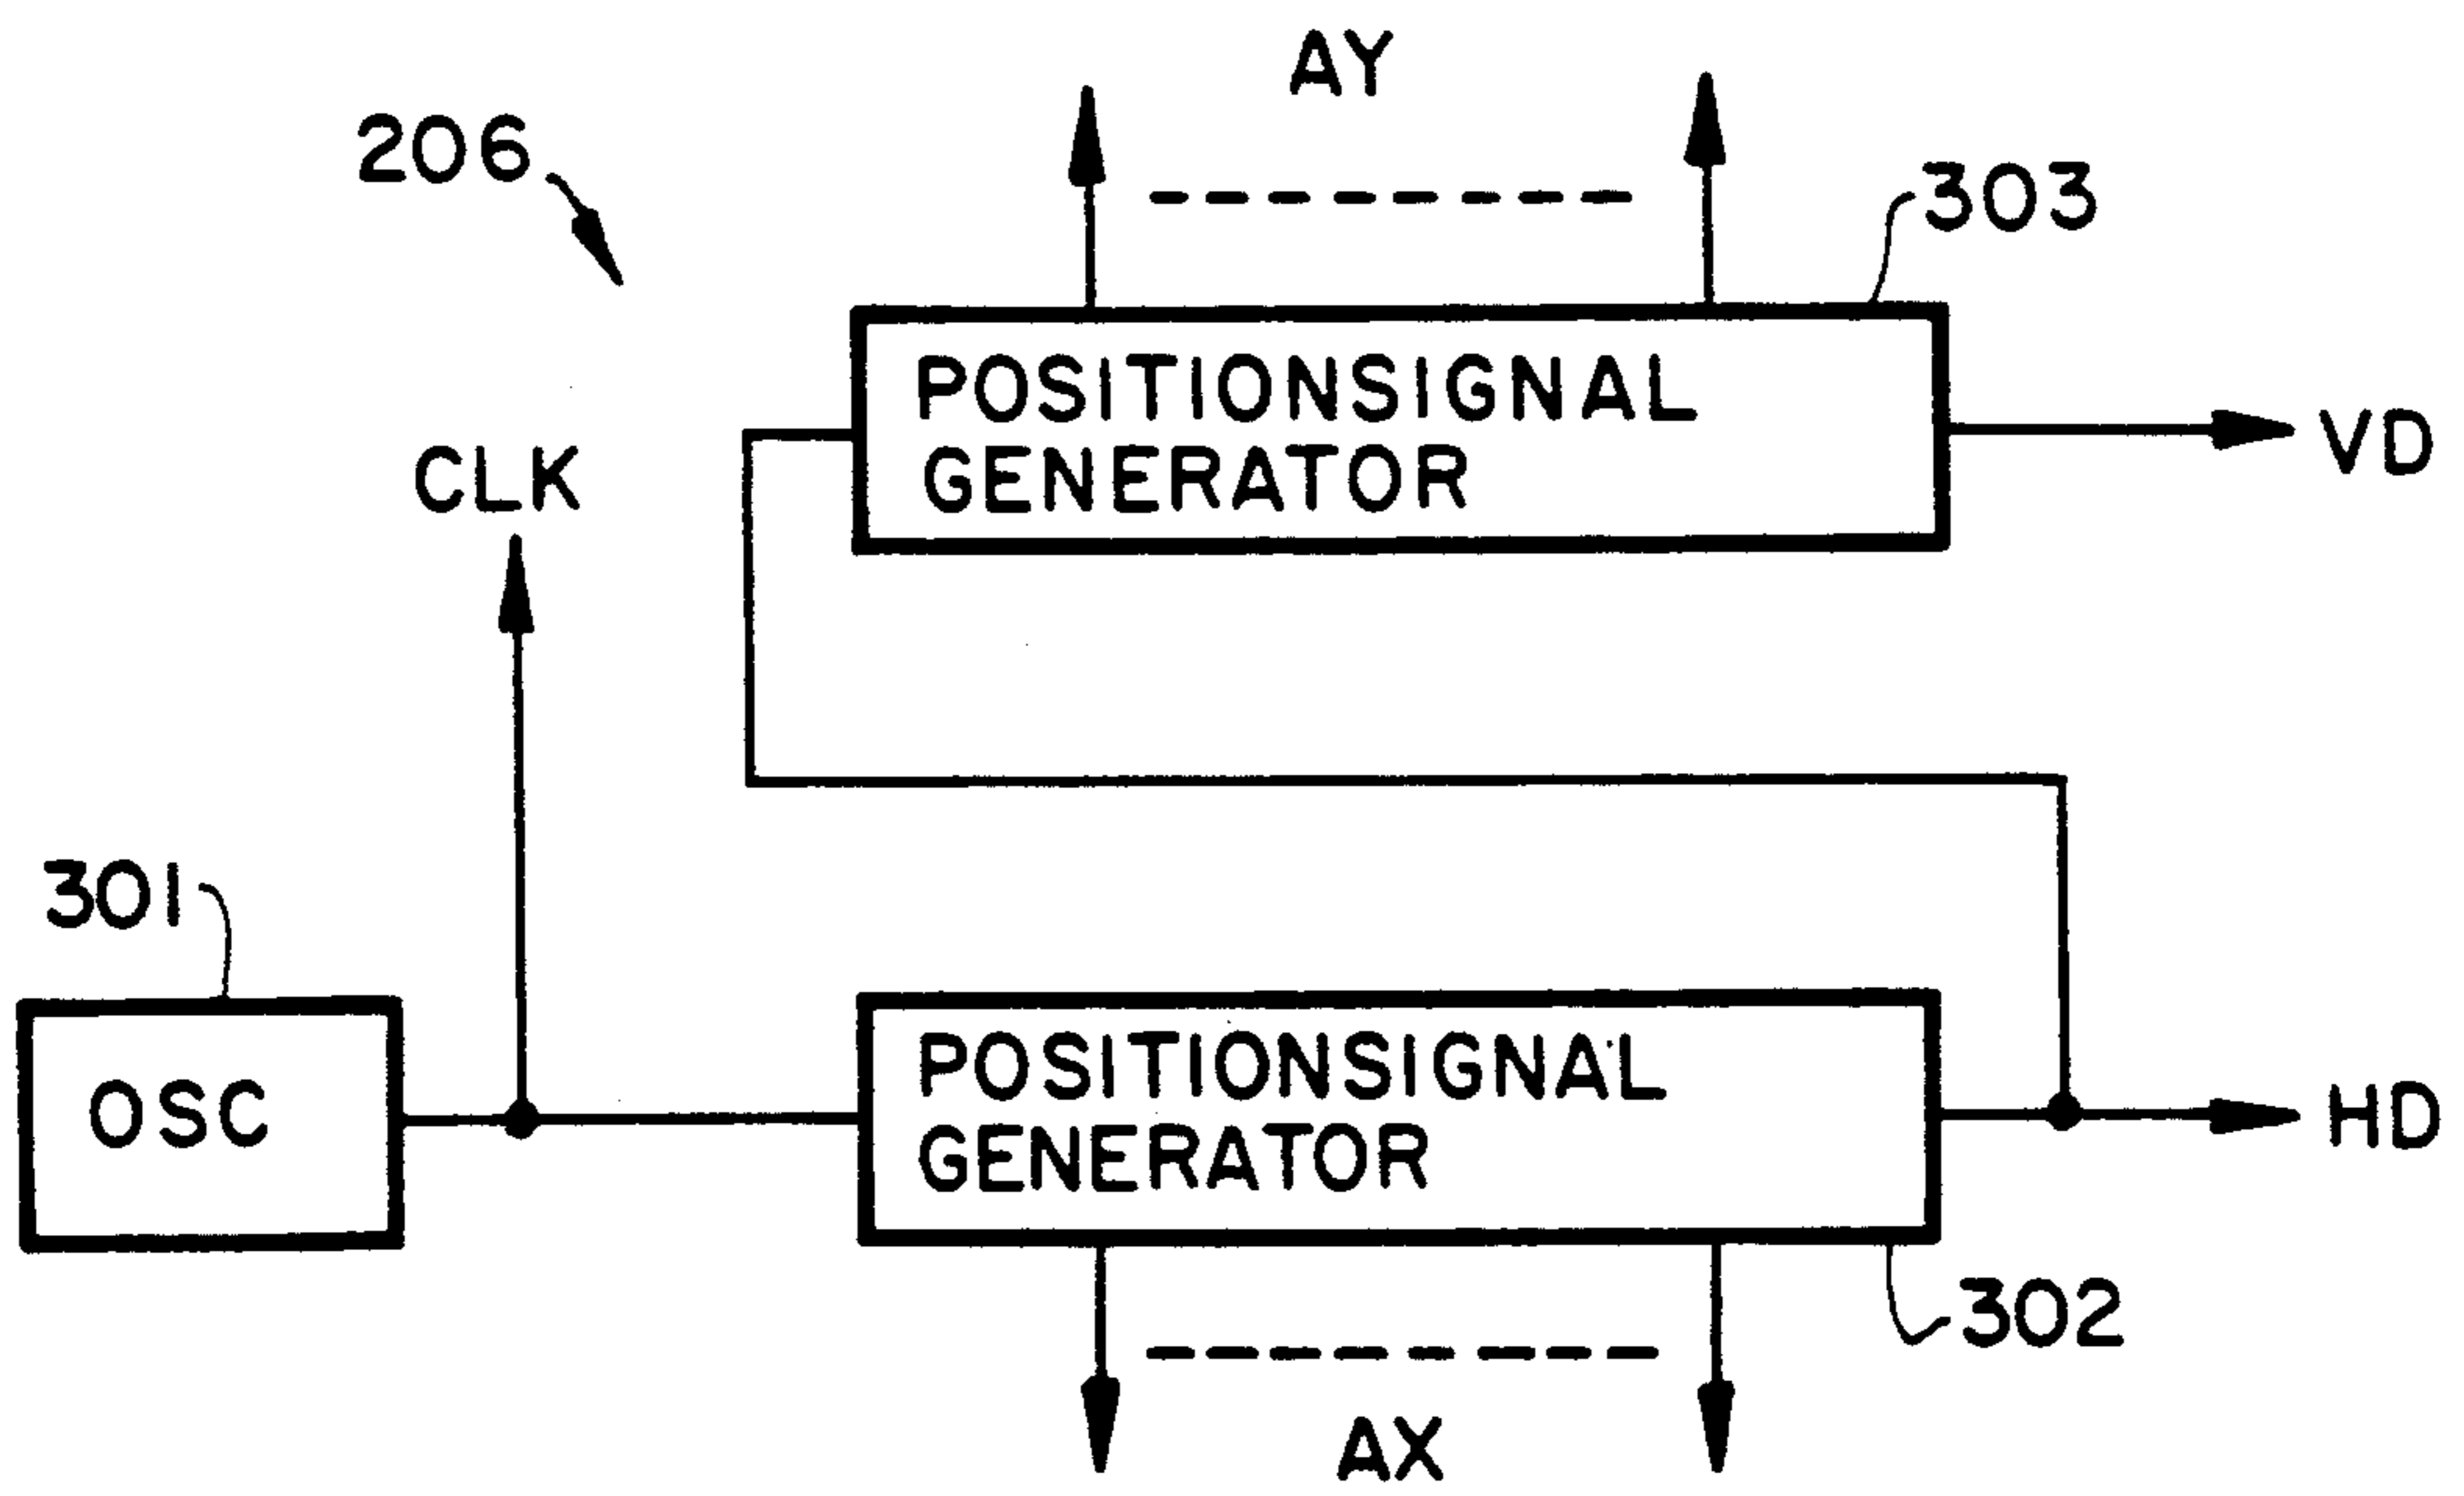 AY
206
303
POSITIONSIGNAL
GENERATOR
VD
CLK
301
OSC
POSITIONSIGNAL
GENERATOR
HD
302
AX